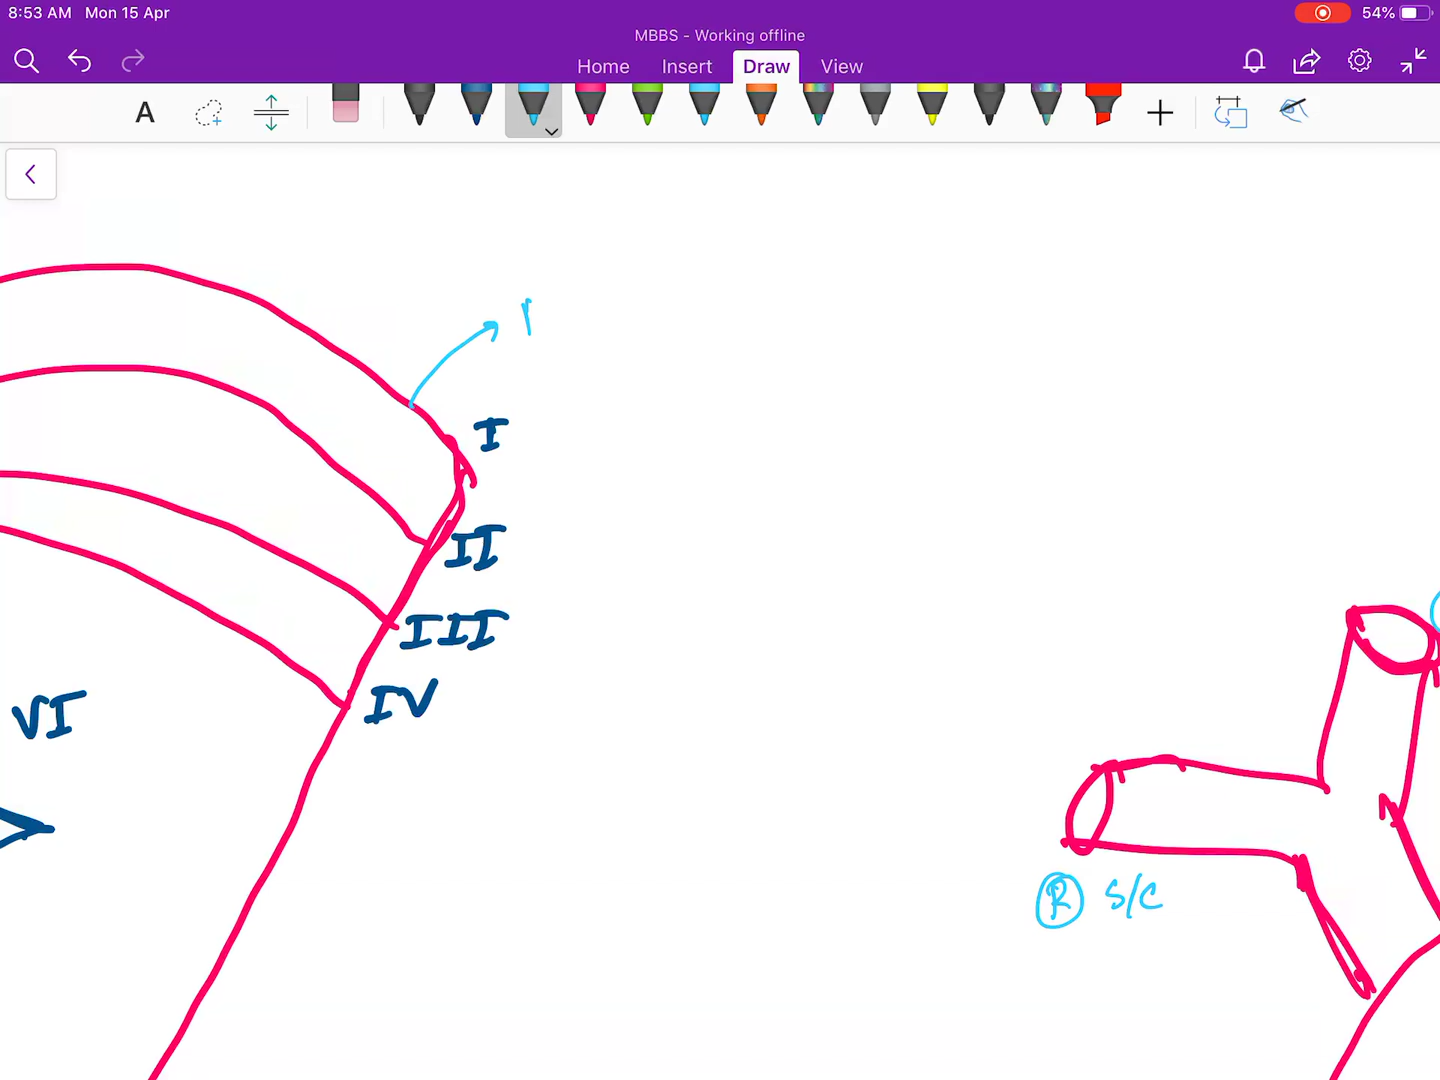 8:53 AM Mon 15 Apr
54%
MBBS - Working offline
Home Insert Draw View
A
I
II
III
IV
VI
R S/C